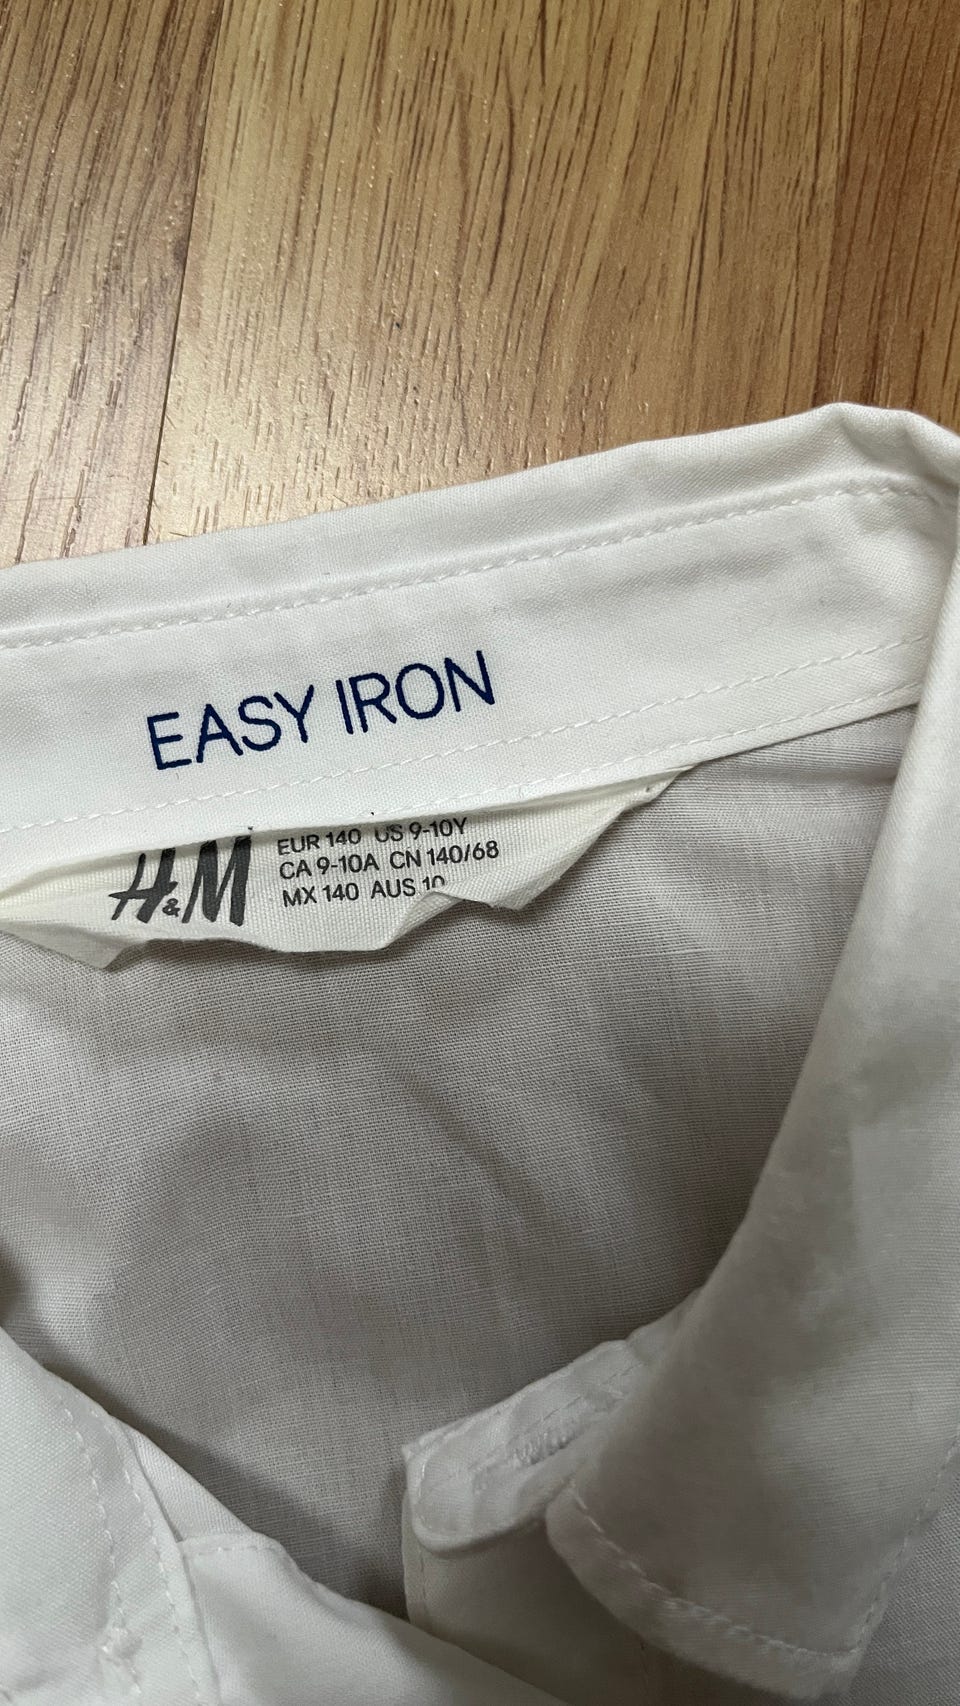 EASY IRON
H&M
EUR 140 US 9-10Y
CA 9-10A CN 140/68
MX 140 AUS 10